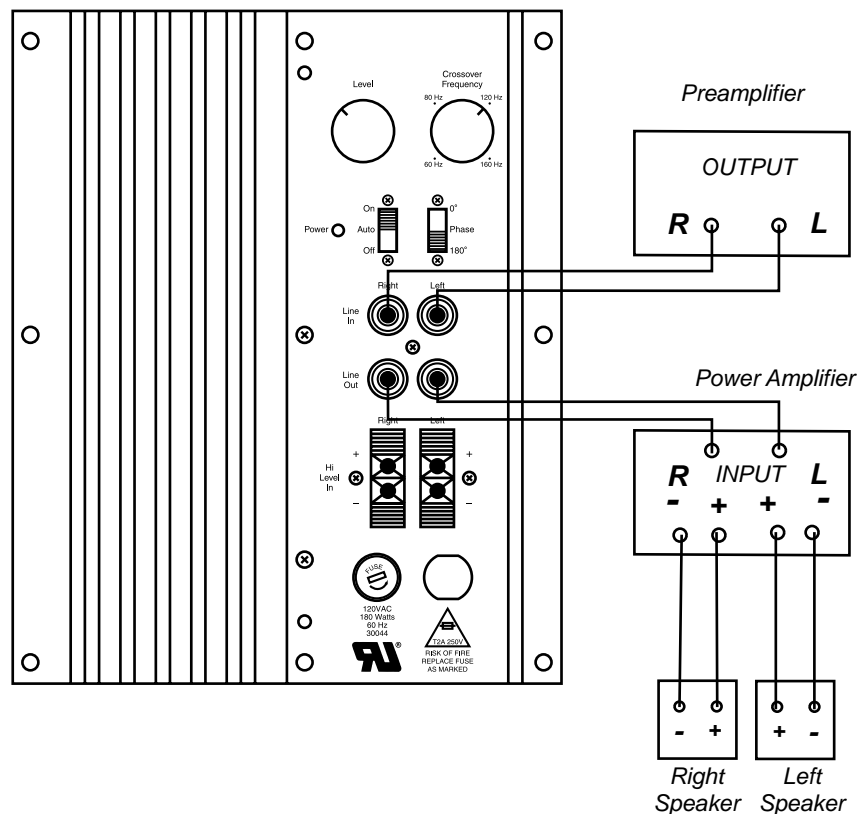 Level
Crossover
Frequency
80 Hz
120 Hz
60 Hz
160 Hz
On
Auto
Off
Power
0°
Phase
180°
Right
Left
Line
In
Line
Out
Right
Left
+
+
Hi
Level
In
–
–
FUSE
120VAC
180 Watts
60 Hz
30044
T2A 250V
RISK OF FIRE
REPLACE FUSE
AS MARKED
RU®
Preamplifier
OUTPUT
R L
Power Amplifier
R INPUT L
- + + -
- +
+ -
Right
Speaker
Left
Speaker